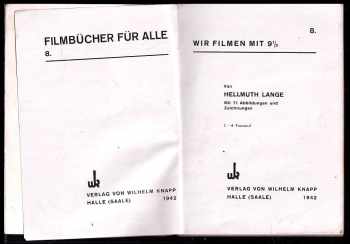 FILMBÜCHER FÜR ALLE
8.
VERLAG VON WILHELM KNAPP
HALLE (SAALE) 1942
8.
WIR FILMEN MIT 9½
Von
HELLMUTH LANGE
Mit 71 Abbildungen und
Zeichnungen
VERLAG VON WILHELM KNAPP
HALLE (SAALE) 1942